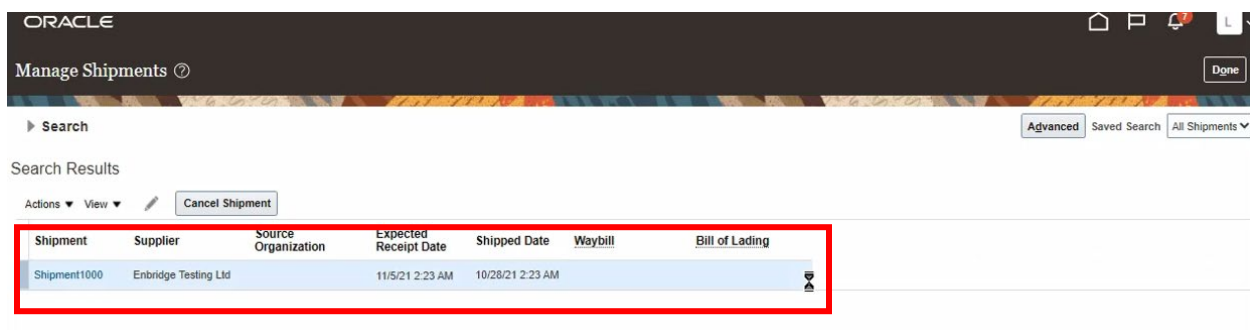 ORACLE
7
L
Manage Shipments ?
Done
Search
Advanced Saved Search All Shipments
Search Results
Actions View Cancel Shipment
Shipment Supplier Source Organization Expected Receipt Date Shipped Date Waybill Bill of Lading
Shipment1000 Enbridge Testing Ltd 11/5/21 2:23 AM 10/28/21 2:23 AM